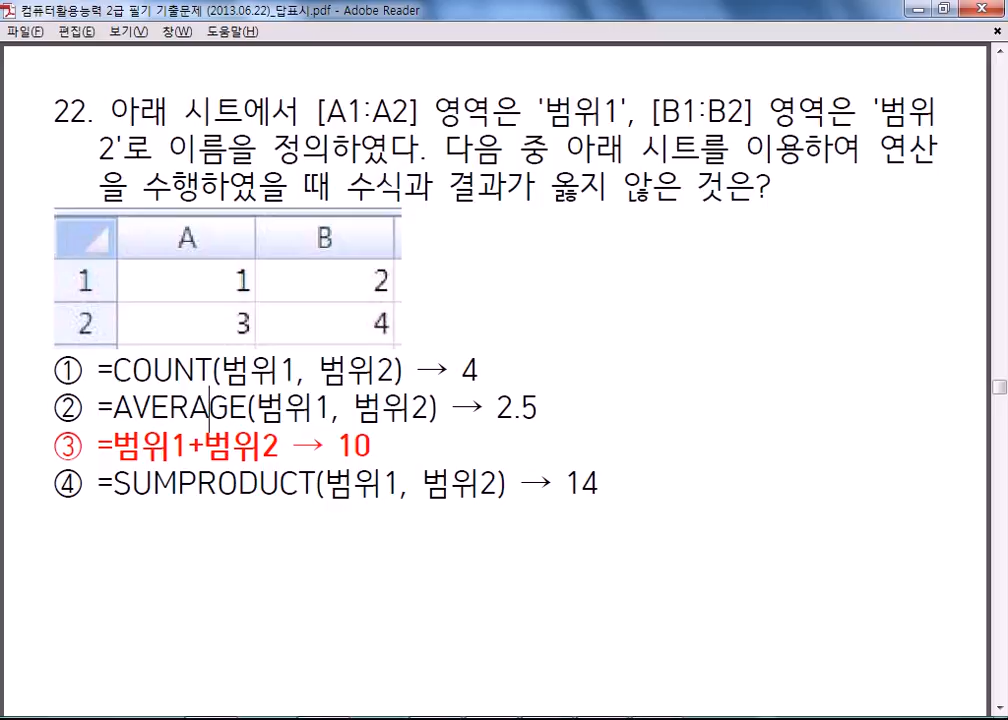 컴퓨터활용능력 2급 필기 기출문제 (2013.06.22)_답표시.pdf - Adobe Reader
파일(F) 편집(E) 보기(V) 창(W) 도움말(H)
22. 아래 시트에서 [A1:A2] 영역은 '범위1', [B1:B2] 영역은 '범위
2'로 이름을 정의하였다. 다음 중 아래 시트를 이용하여 연산
을 수행하였을 때 수식과 결과가 옳지 않은 것은?
A B
1 1 2
2 3 4
① =COUNT(범위1, 범위2) → 4
② =AVERAGE(범위1, 범위2) → 2.5
③ =범위1+범위2 → 10
④ =SUMPRODUCT(범위1, 범위2) → 14